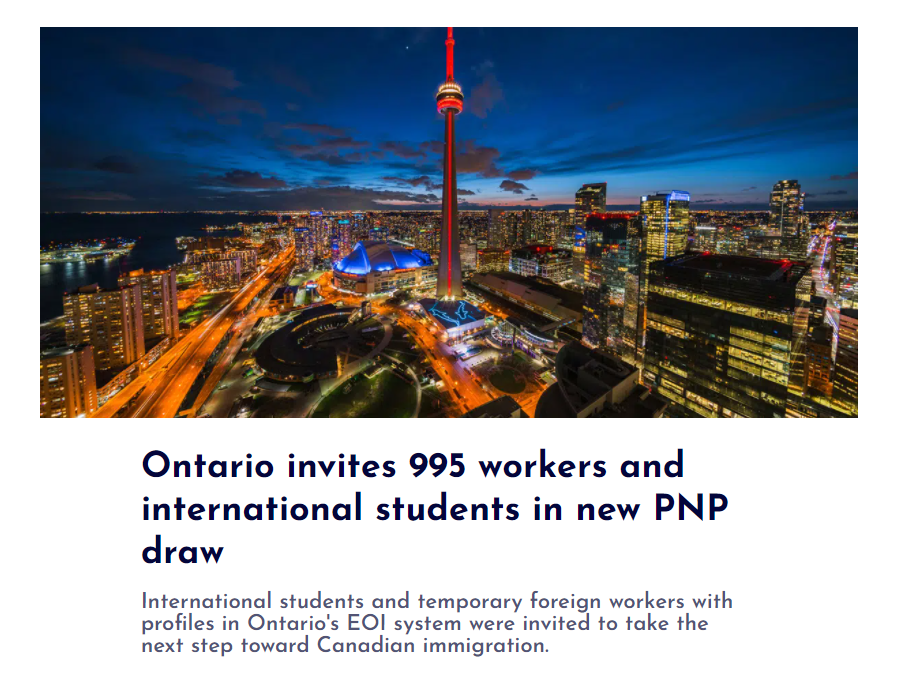 Ontario invites 995 workers and
international students in new PNP
draw
International students and temporary foreign workers with
profiles in Ontario's EOI system were invited to take the
next step toward Canadian immigration.